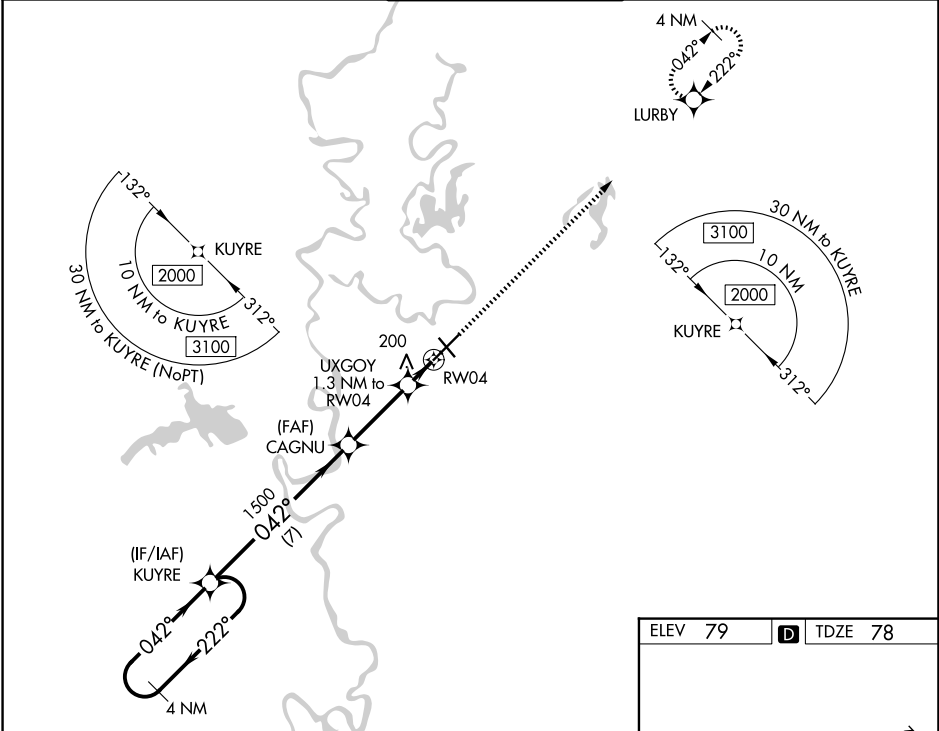 4 NM
042°
222°
LURBY
132°
KUYRE
2000
10 NM to KUYRE
312°
3100
30 NM to KUYRE (NoPT)
30 NM to KUYRE
3100
132°
10 NM
2000
KUYRE
312°
200
UXGOY
1.3 NM to
RW04
RW04
(FAF)
CAGNU
1500
042°
(7)
(IF/IAF)
KUYRE
042°
222°
4 NM
ELEV 79 D TDZE 78